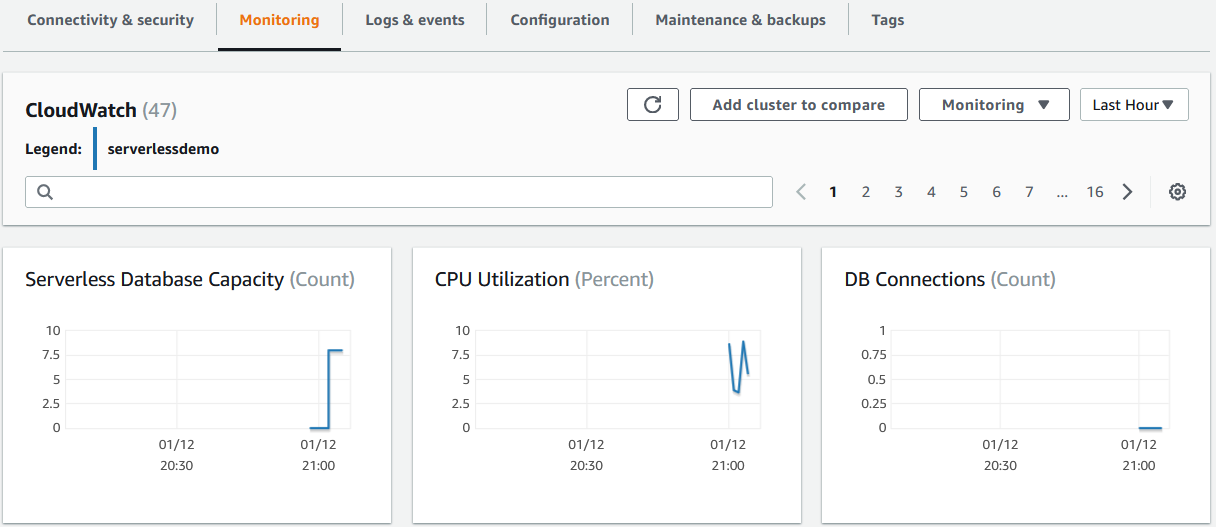 Connectivity & security Monitoring Logs & events Configuration Maintenance & backups Tags
CloudWatch (47)
Add cluster to compare Monitoring Last Hour
Legend: serverlessdemo
1 2 3 4 5 6 7 ... 16
Serverless Database Capacity (Count)
10
7.5
5
2.5
0
01/12 01/12
20:30 21:00
CPU Utilization (Percent)
10
7.5
5
2.5
0
01/12 01/12
20:30 21:00
DB Connections (Count)
1
0.75
0.5
0.25
0
01/12 01/12
20:30 21:00